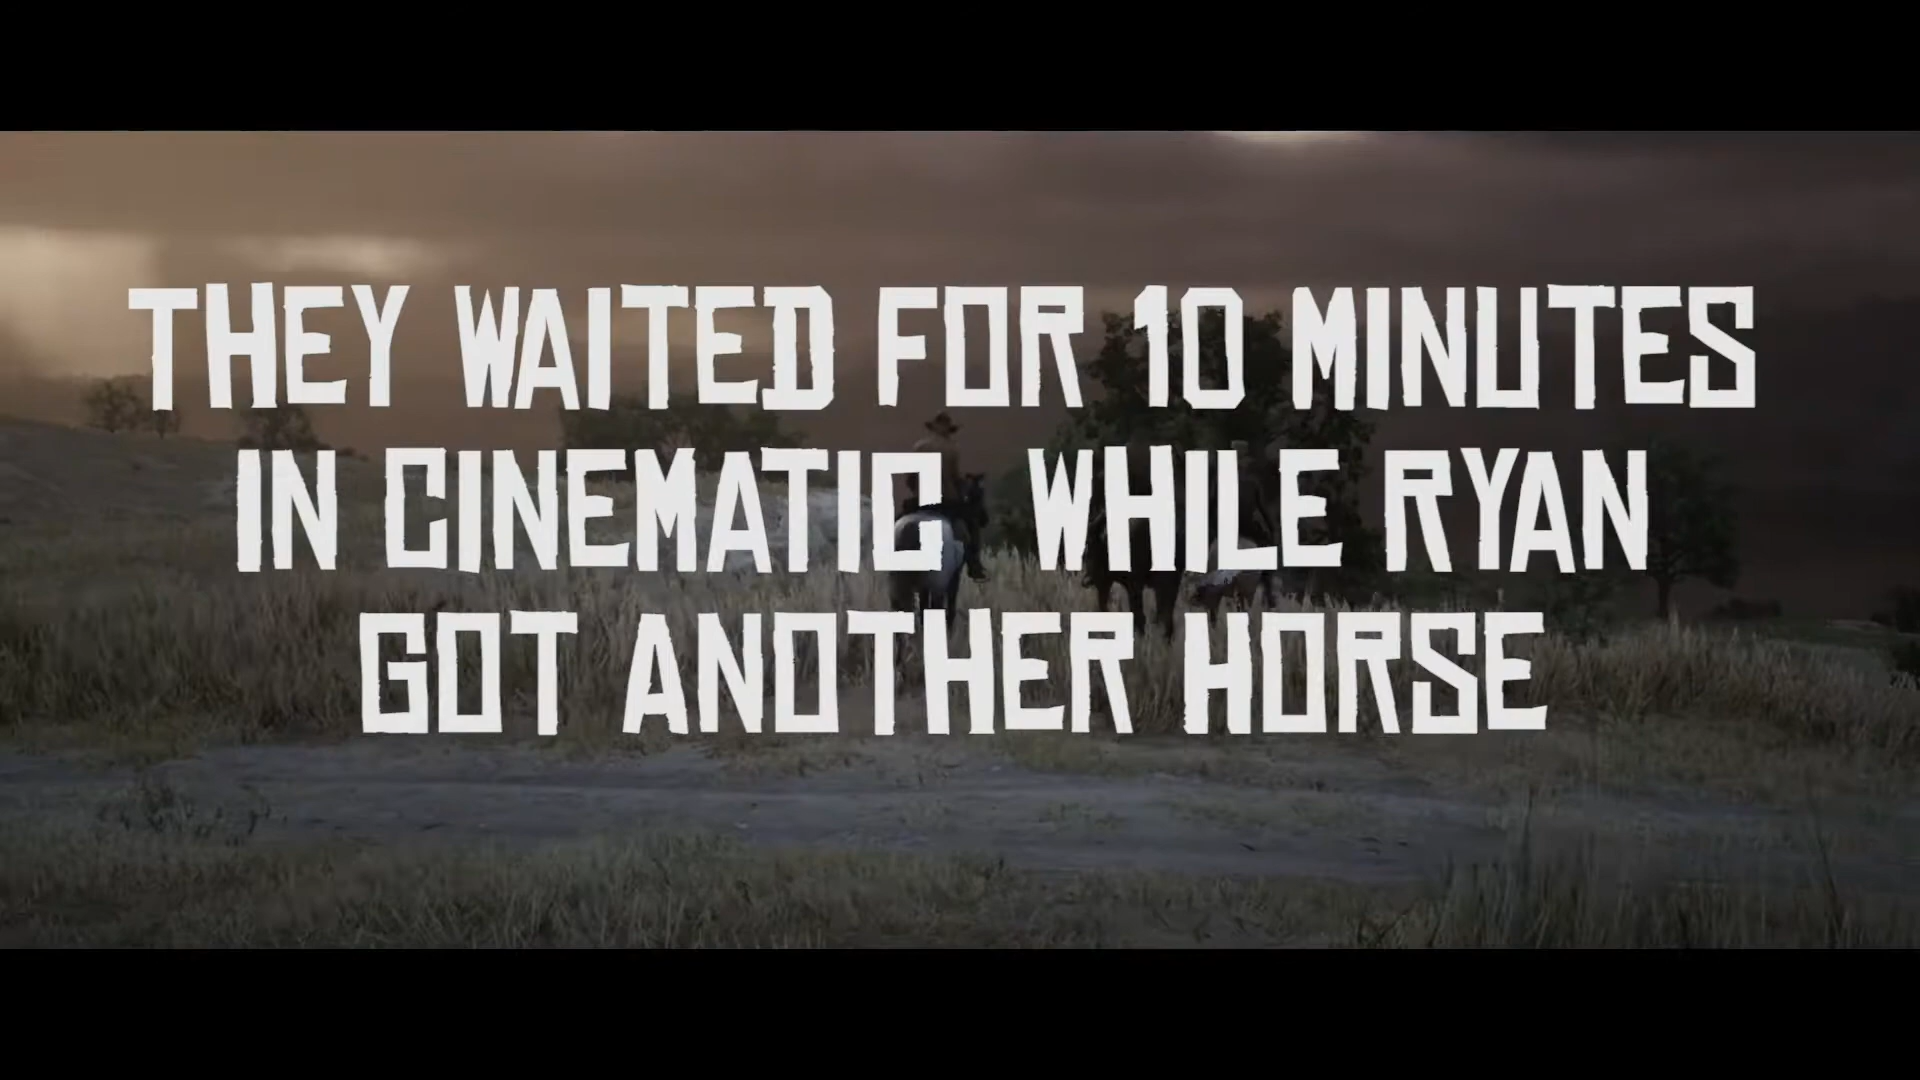 THEY WAITED FOR 10 MINUTES
IN CINEMATIC WHILE RYAN
GOT ANOTHER HORSE